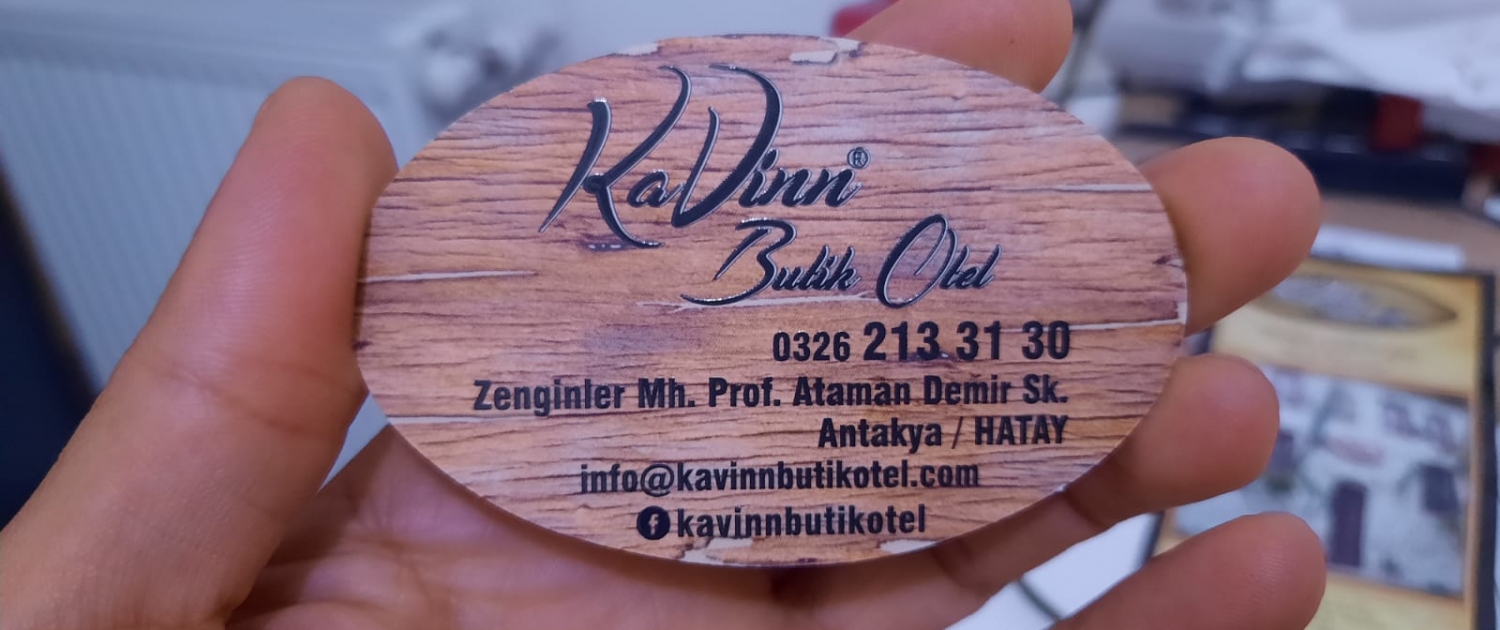 KaVinn®
Butik Otel
0326 213 31 30
Zenginler Mh. Prof. Ataman Demir Sk.
Antakya / HATAY
info@kavinnbutikotel.com
kavinnbutikotel